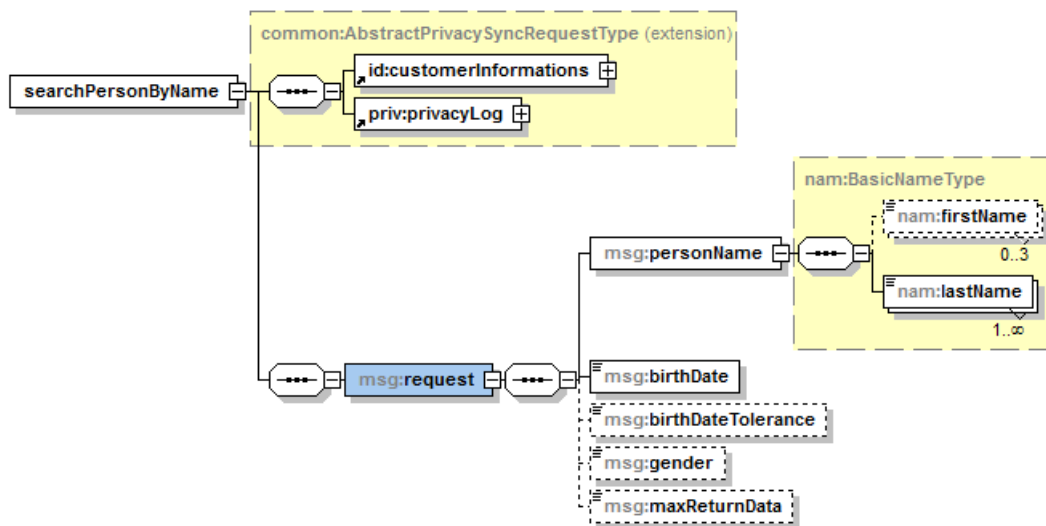 common:AbstractPrivacySyncRequestType (extension)
id:customerInformations
searchPersonByName
priv:privacyLog
nam:BasicNameType
nam:firstName
0..3
msg:personName
nam:lastName
1..∞
msg:request
msg:birthDate
msg:birthDateTolerance
msg:gender
msg:maxReturnData